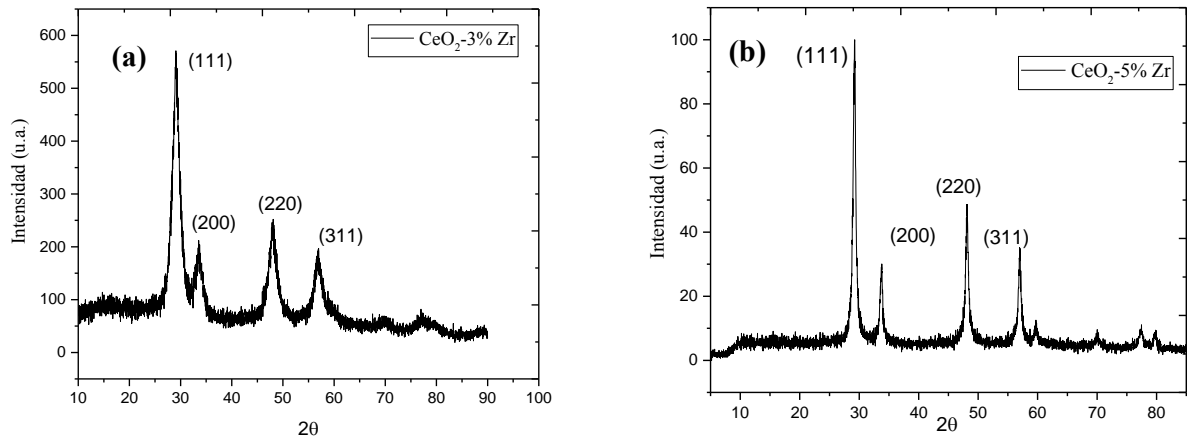 (a)
CeO2-3% Zr
(111)
(200)
(220)
(311)
Intensidad (u.a.)
600
500
400
300
200
100
0
10 20 30 40 50 60 70 80 90 100
2θ
(b)
CeO2-5% Zr
(111)
(220)
(200)
(311)
Intensidad (u.a.)
100
80
60
40
20
0
10 20 30 40 50 60 70 80
2θ